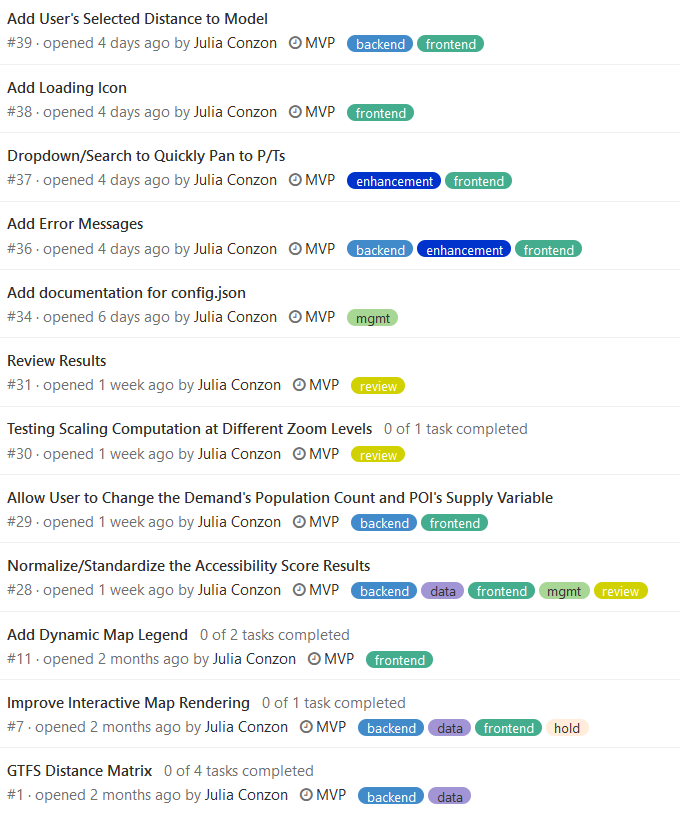 Add User's Selected Distance to Model
#39 · opened 4 days ago by Julia Conzon MVP backend frontend
Add Loading Icon
#38 · opened 4 days ago by Julia Conzon MVP frontend
Dropdown/Search to Quickly Pan to P/Ts
#37 · opened 4 days ago by Julia Conzon MVP enhancement frontend
Add Error Messages
#36 · opened 4 days ago by Julia Conzon MVP backend enhancement frontend
Add documentation for config.json
#34 · opened 6 days ago by Julia Conzon MVP mgmt
Review Results
#31 · opened 1 week ago by Julia Conzon MVP review
Testing Scaling Computation at Different Zoom Levels 0 of 1 task completed
#30 · opened 1 week ago by Julia Conzon MVP review
Allow User to Change the Demand's Population Count and POI's Supply Variable
#29 · opened 1 week ago by Julia Conzon MVP backend frontend
Normalize/Standardize the Accessibility Score Results
#28 · opened 1 week ago by Julia Conzon MVP backend data frontend mgmt review
Add Dynamic Map Legend 0 of 2 tasks completed
#11 · opened 2 months ago by Julia Conzon MVP frontend
Improve Interactive Map Rendering 0 of 1 task completed
#7 · opened 2 months ago by Julia Conzon MVP backend data frontend hold
GTFS Distance Matrix 0 of 4 tasks completed
#1 · opened 2 months ago by Julia Conzon MVP backend data